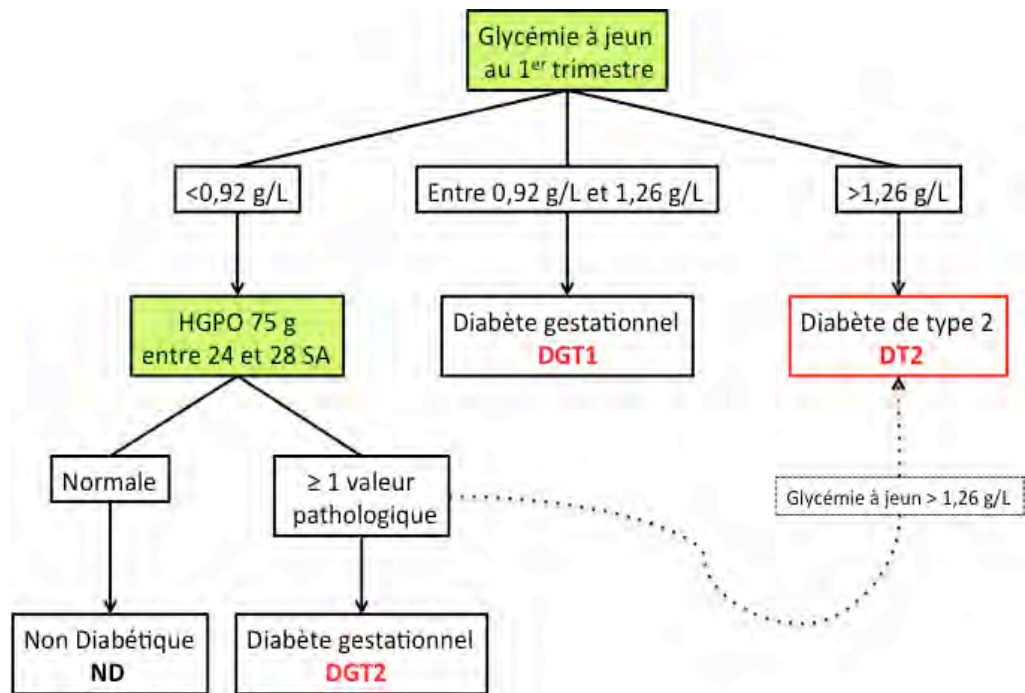 Glycémie à jeun
au 1er trimestre
<0,92 g/L
Entre 0,92 g/L et 1,26 g/L
>1,26 g/L
HGPO 75 g
entre 24 et 28 SA
Diabète gestationnel
DGT1
Diabète de type 2
DT2
Normale
≥ 1 valeur
pathologique
Glycémie à jeun > 1,26 g/L
Non Diabétique
ND
Diabète gestationnel
DGT2